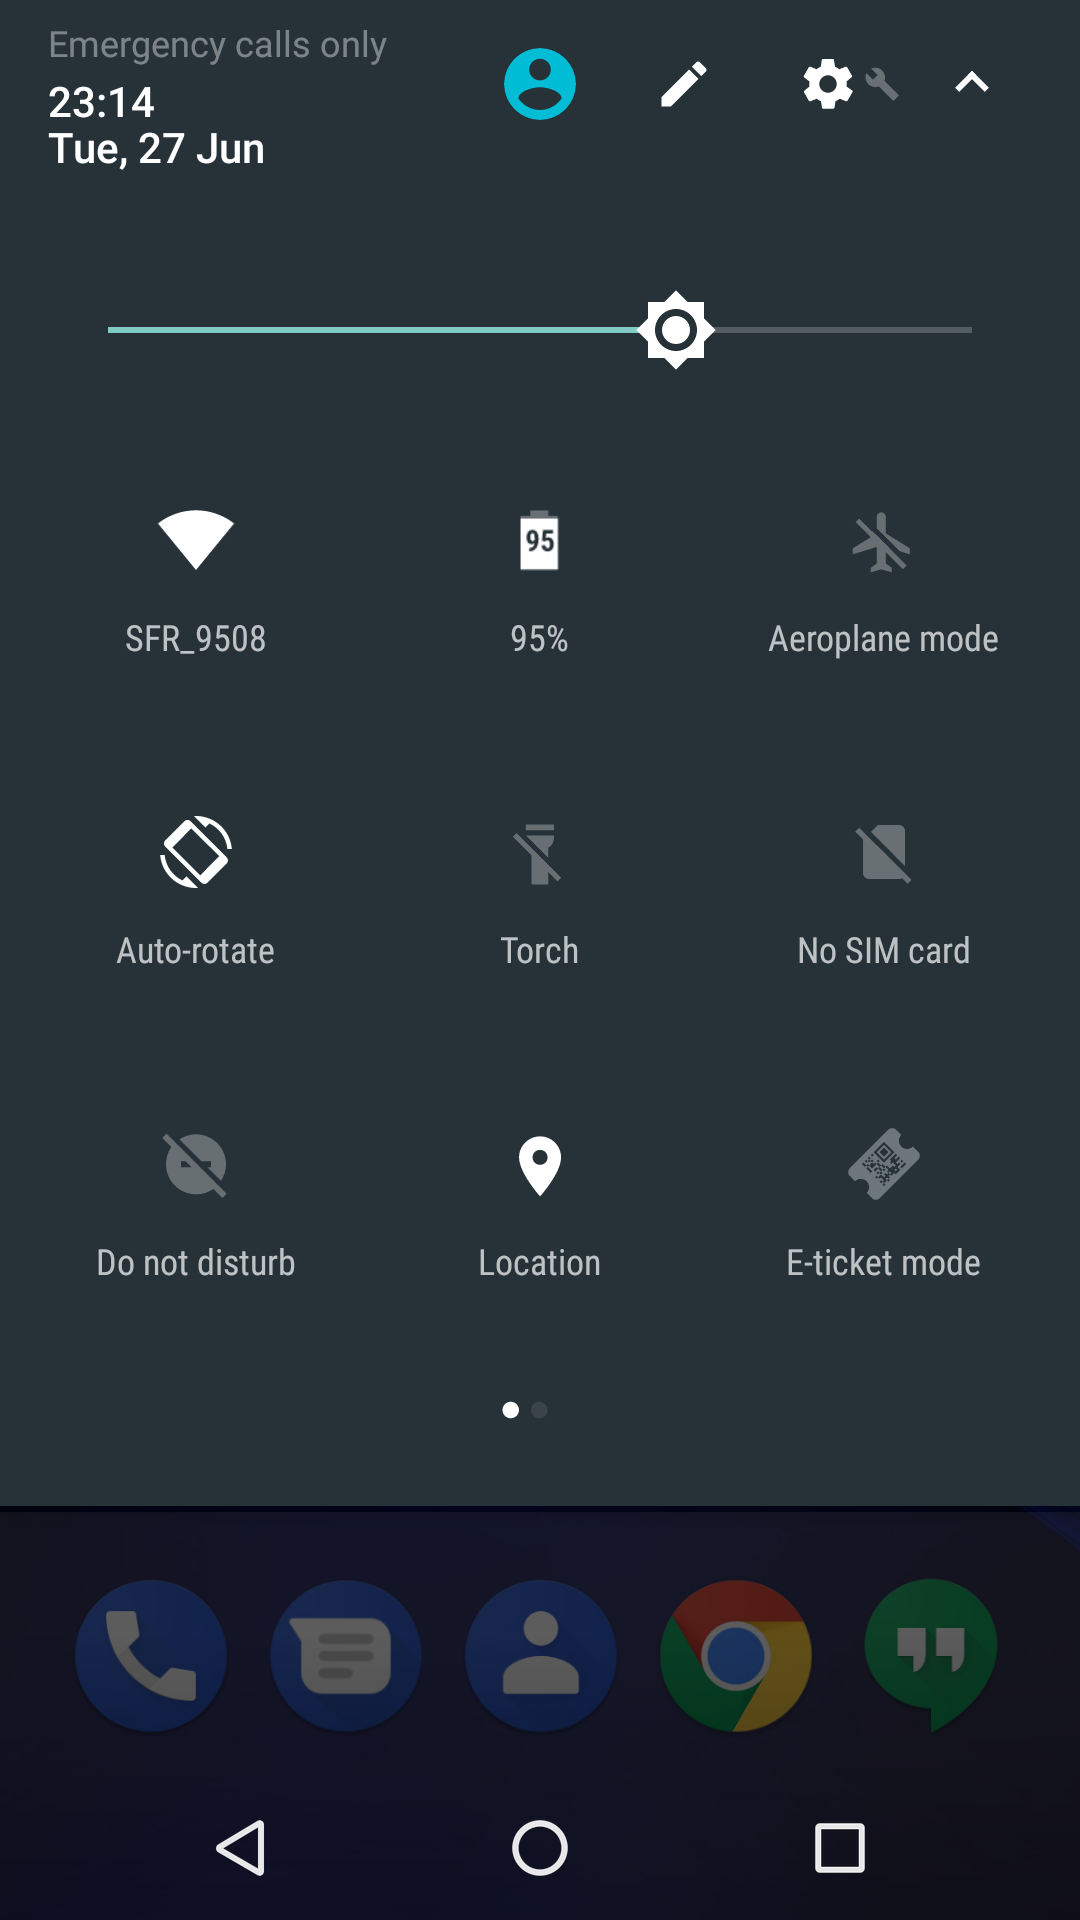 Emergency calls only
23:14
Tue, 27 Jun
95
SFR_9508
95%
Aeroplane mode
Auto-rotate
Torch
No SIM card
Do not disturb
Location
E-ticket mode